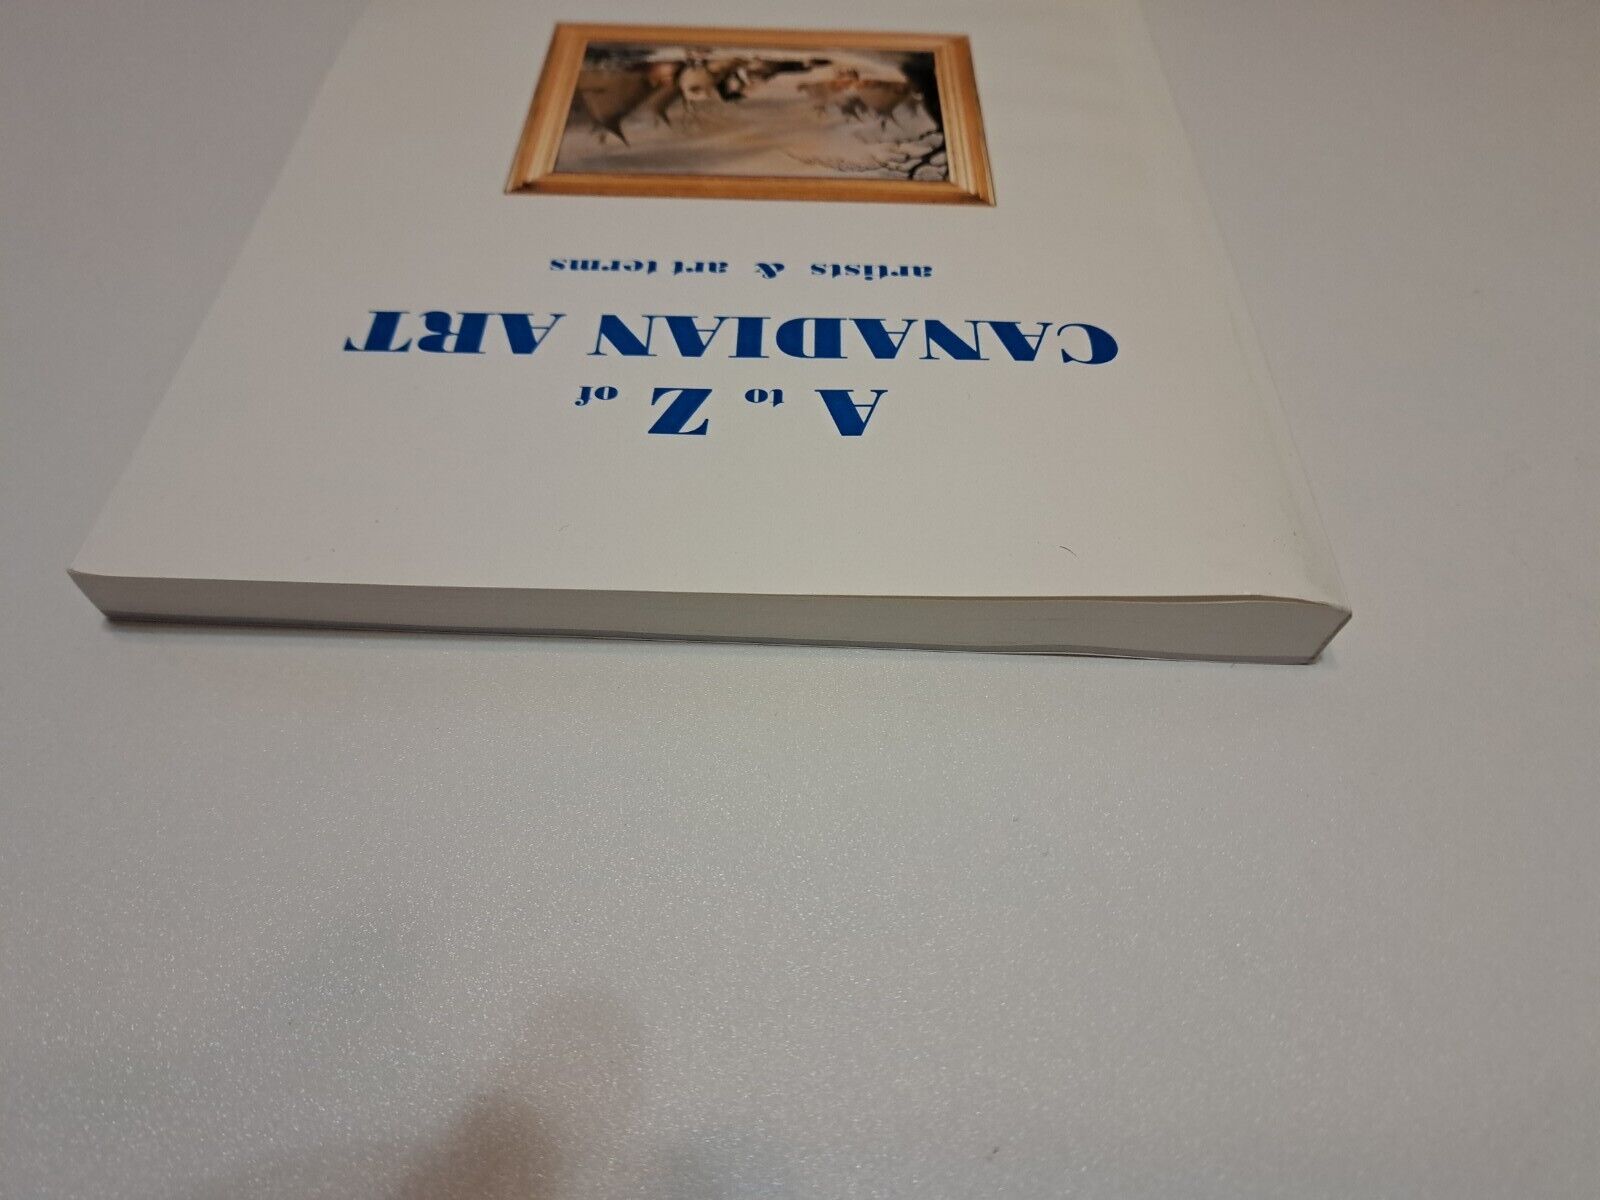 A to Z of
CANADIAN ART
artists & art terms